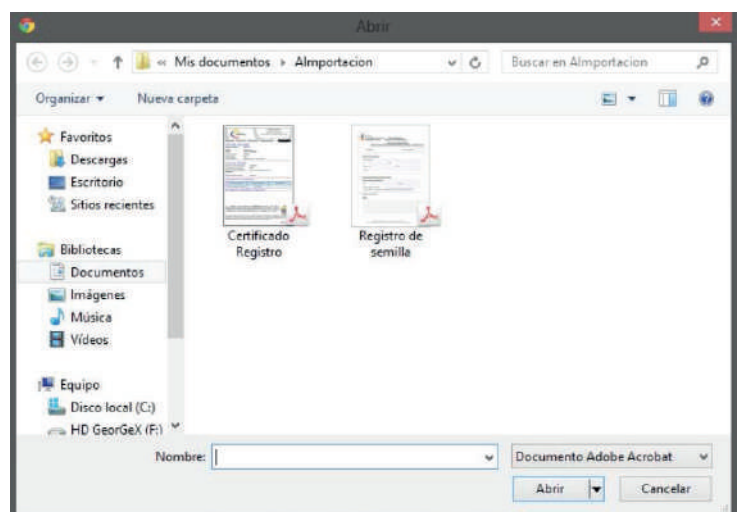 Abrir
« Mis documentos ▸ AImportacion
Buscar en AImportacion
Organizar
Nueva carpeta
Favoritos
Descargas
Escritorio
Sitios recientes
Bibliotecas
Documentos
Imágenes
Música
Vídeos
Equipo
Disco local (C:)
HD GeorGeX (F:)
Certificado
Registro
Registro de
semilla
Nombre:
Documento Adobe Acrobat
Abrir
Cancelar